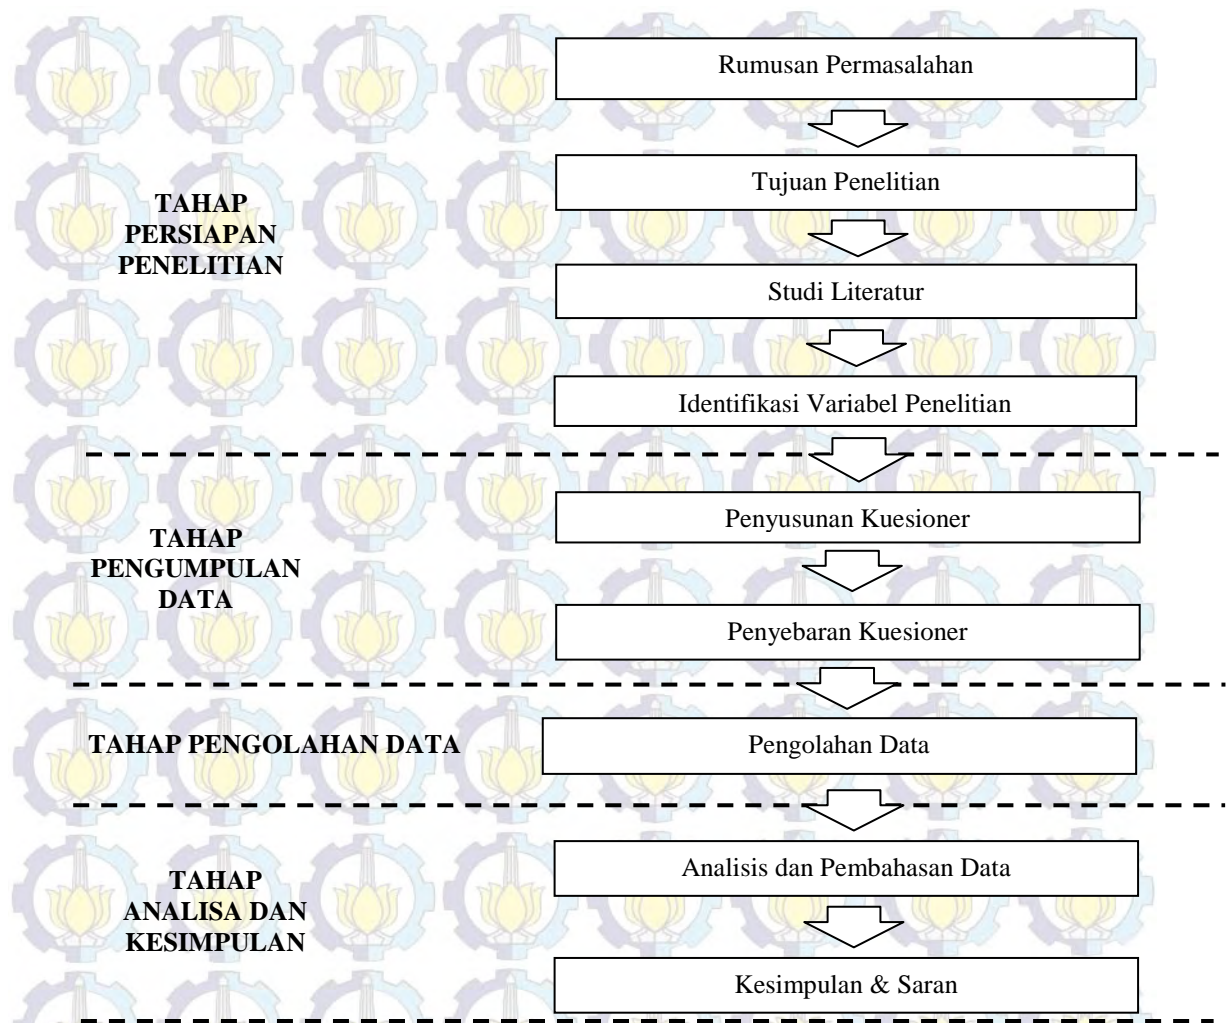 Rumusan Permasalahan
Tujuan Penelitian
TAHAP
PERSIAPAN
PENELITIAN
Studi Literatur
Identifikasi Variabel Penelitian
Penyusunan Kuesioner
TAHAP
PENGUMPULAN
DATA
Penyebaran Kuesioner
TAHAP PENGOLAHAN DATA
Pengolahan Data
Analisis dan Pembahasan Data
TAHAP
ANALISA DAN
KESIMPULAN
Kesimpulan & Saran